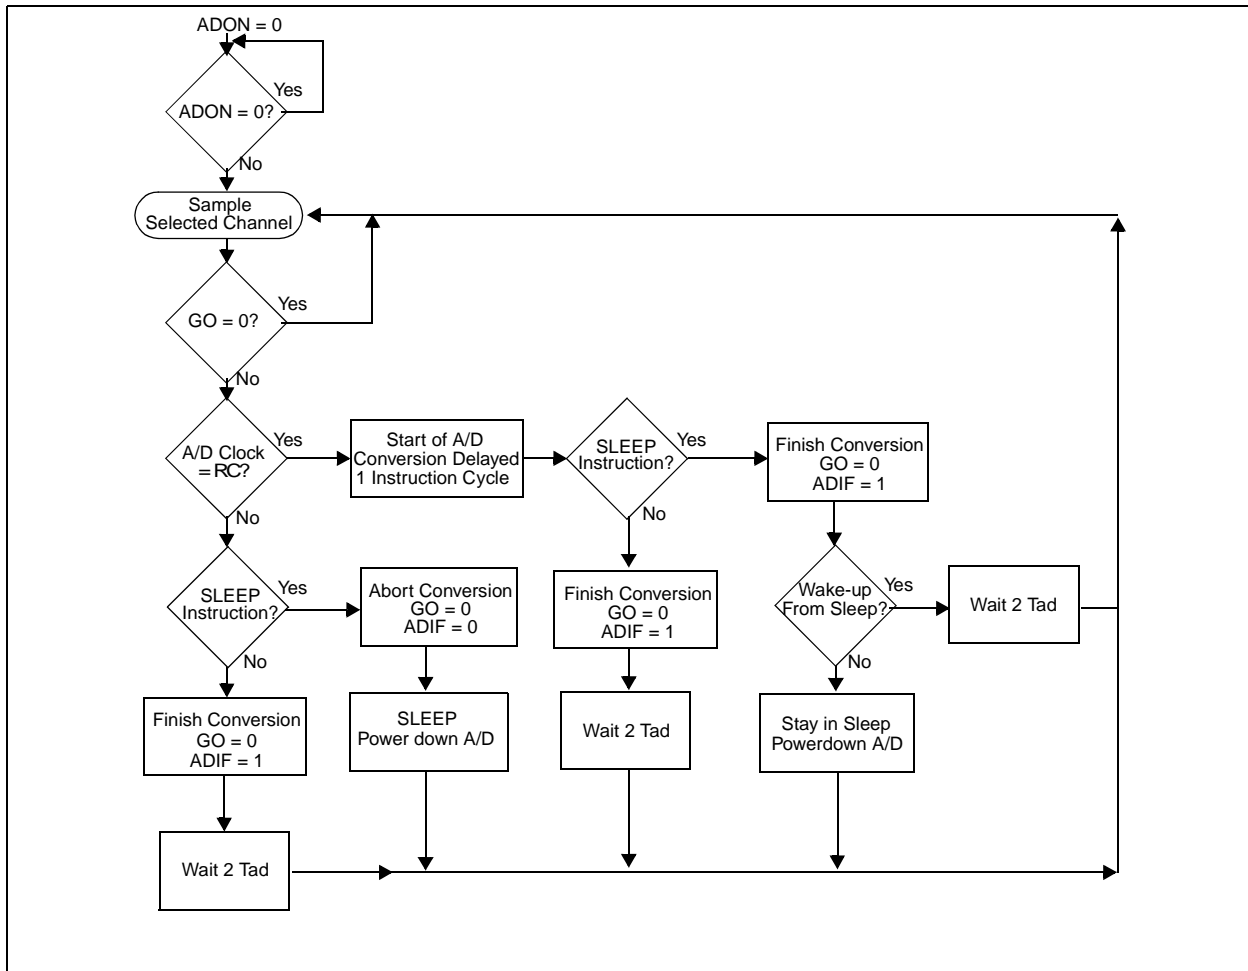 ADON = 0
Yes
ADON = 0?
No
Sample
Selected Channel
Yes
GO = 0?
No
A/D Clock
= RC?
Yes
Start of A/D
Conversion Delayed
1 Instruction Cycle
SLEEP
Instruction?
Yes
Finish Conversion
GO = 0
ADIF = 1
No
No
SLEEP
Instruction?
Yes
Abort Conversion
GO = 0
ADIF = 0
Finish Conversion
GO = 0
ADIF = 1
Wake-up
From Sleep?
Yes
Wait 2 Tad
No
No
Finish Conversion
GO = 0
ADIF = 1
SLEEP
Power down A/D
Wait 2 Tad
Stay in Sleep
Powerdown A/D
Wait 2 Tad